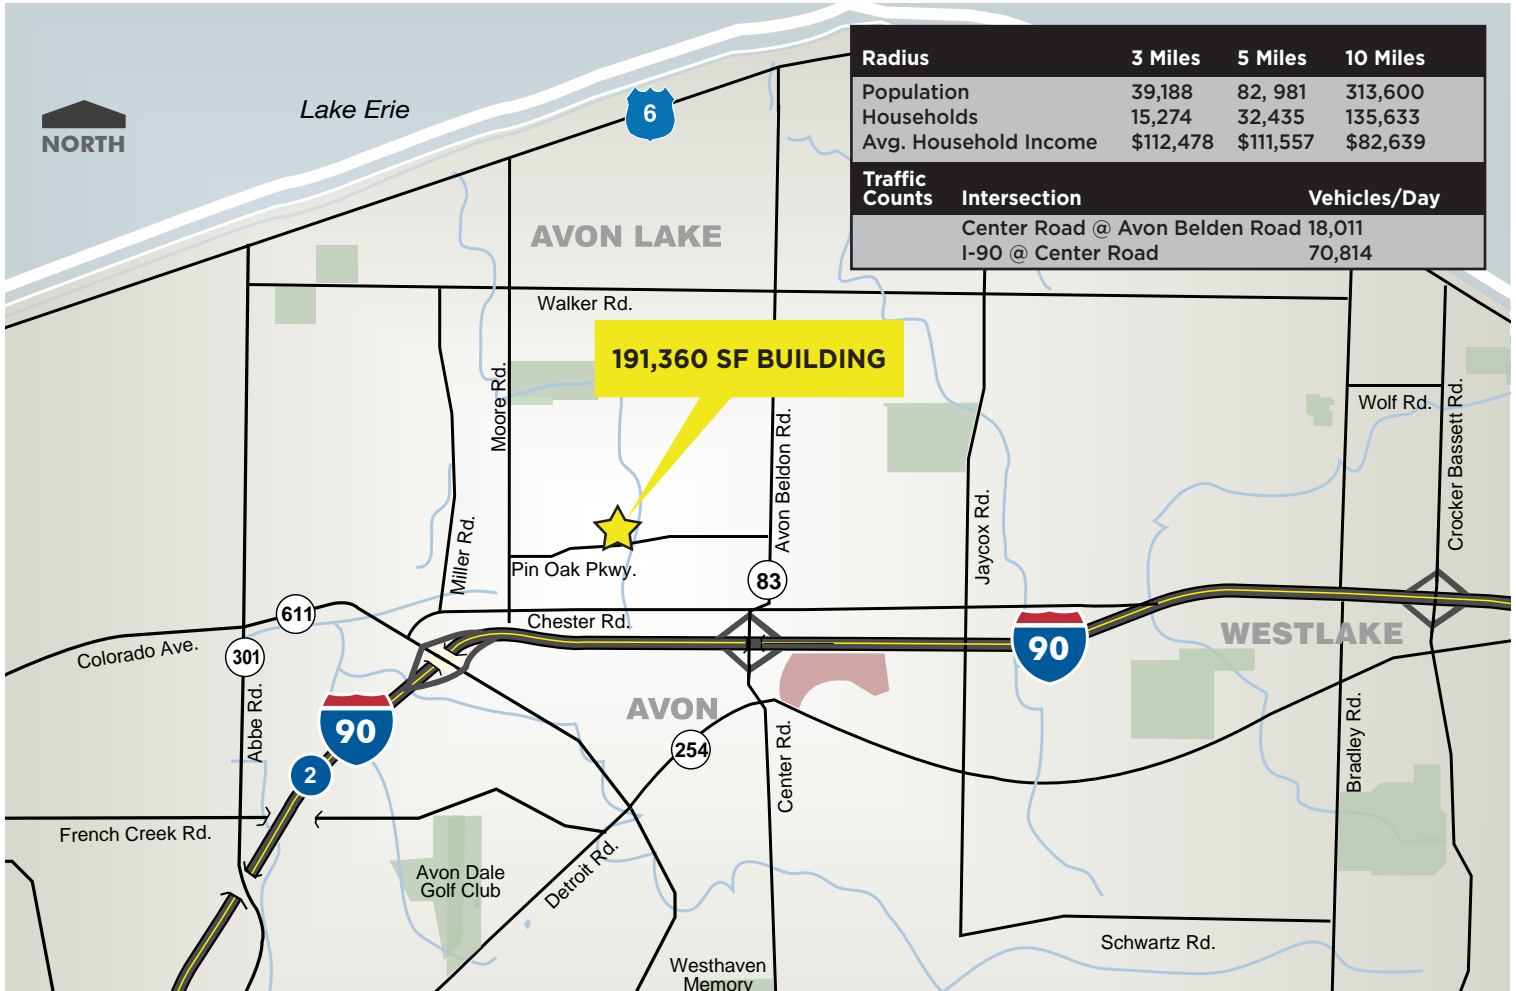 Radius 3 Miles 5 Miles 10 Miles
Population 39,188 82, 981 313,600
Households 15,274 32,435 135,633
Avg. Household Income $112,478 $111,557 $82,639
Traffic
Counts Intersection Vehicles/Day
Center Road @ Avon Belden Road 18,011
I-90 @ Center Road 70,814
Lake Erie
6
NORTH
AVON LAKE
Walker Rd.
191,360 SF BUILDING
Moore Rd.
Wolf Rd.
Avon Beldon Rd.
Crocker Bassett Rd.
Jaycox Rd.
Miller Rd.
Pin Oak Pkwy.
83
611
Chester Rd.
Colorado Ave.
301
90
WESTLAKE
Abbe Rd.
90
AVON
254
Center Rd.
Bradley Rd.
2
French Creek Rd.
Detroit Rd.
Avon Dale
Golf Club
Schwartz Rd.
Westhaven
Memory